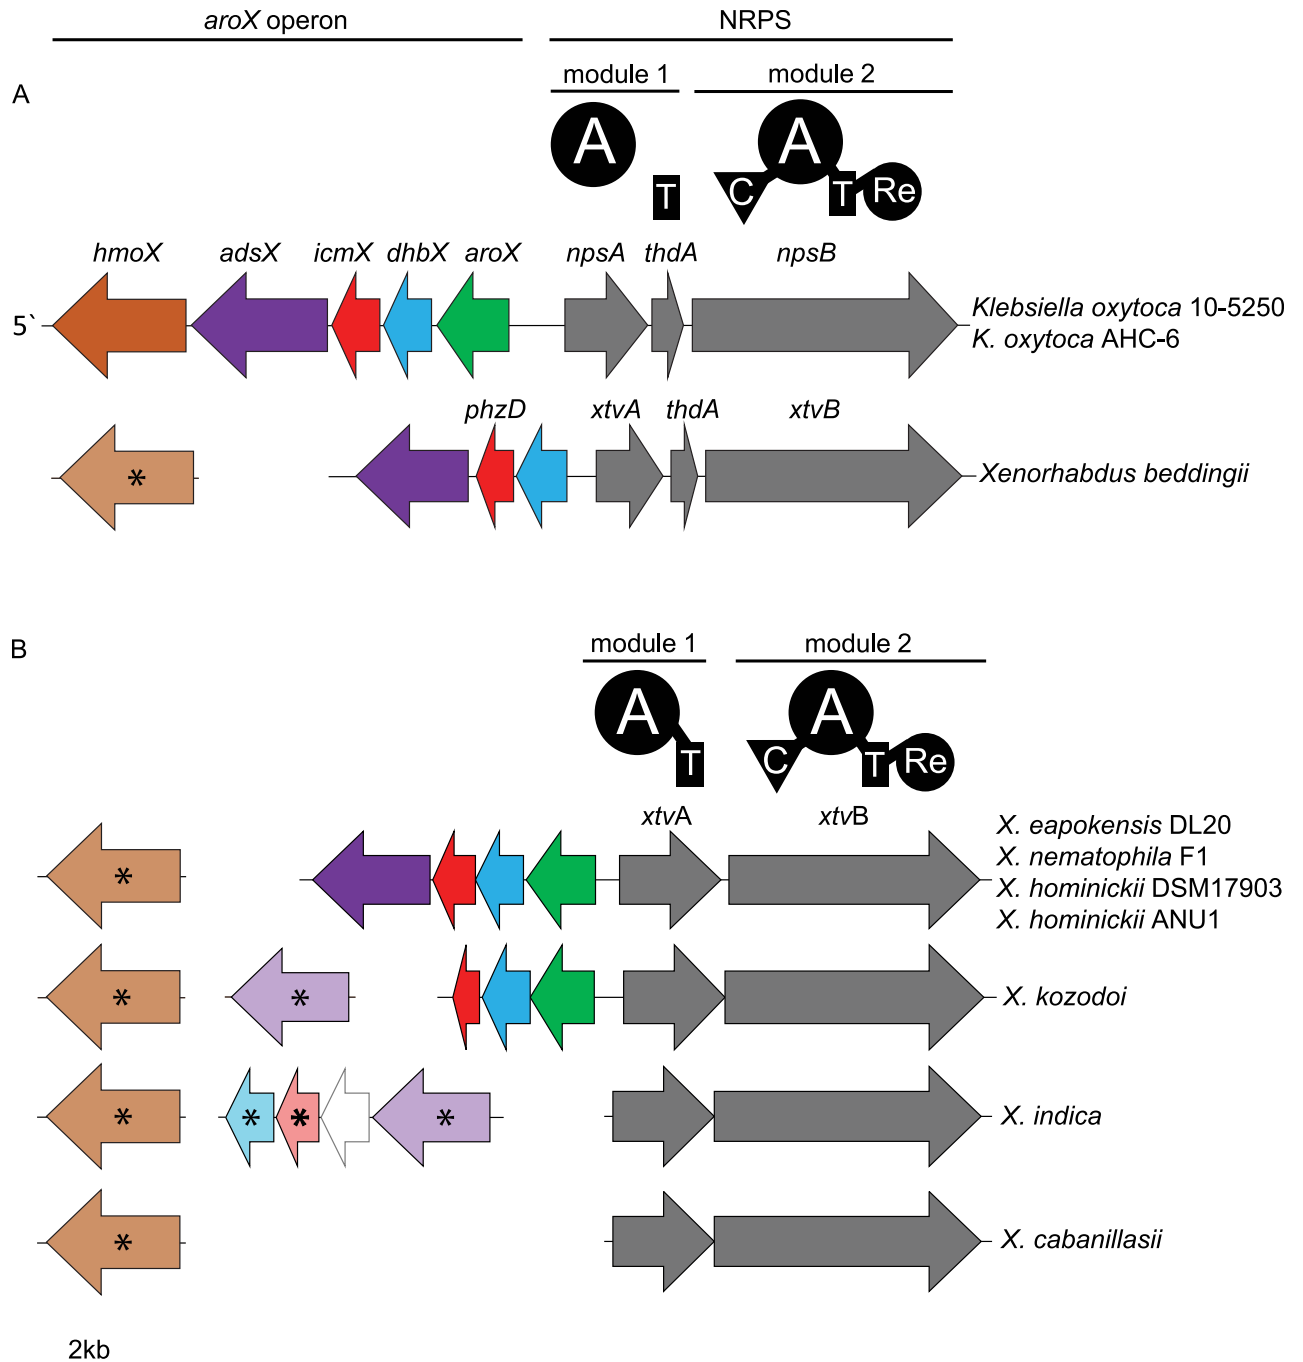 aroX operon NRPS
module 1 module 2
A
A A
T C T Re
hmoX adsX icmX dhbX aroX npsA thdA npsB
5` Klebsiella oxytoca 10-5250
K. oxytoca AHC-6
phzD xtvA thdA xtvB
* Xenorhabdus beddingii
B
module 1 module 2
A A
T C T Re
xtvA xtvB
X. eapokensis DL20
X. nematophila F1
* X. hominickii DSM17903
X. hominickii ANU1
* * X. kozodoi
* * * * X. indica
* X. cabanillasii
2kb